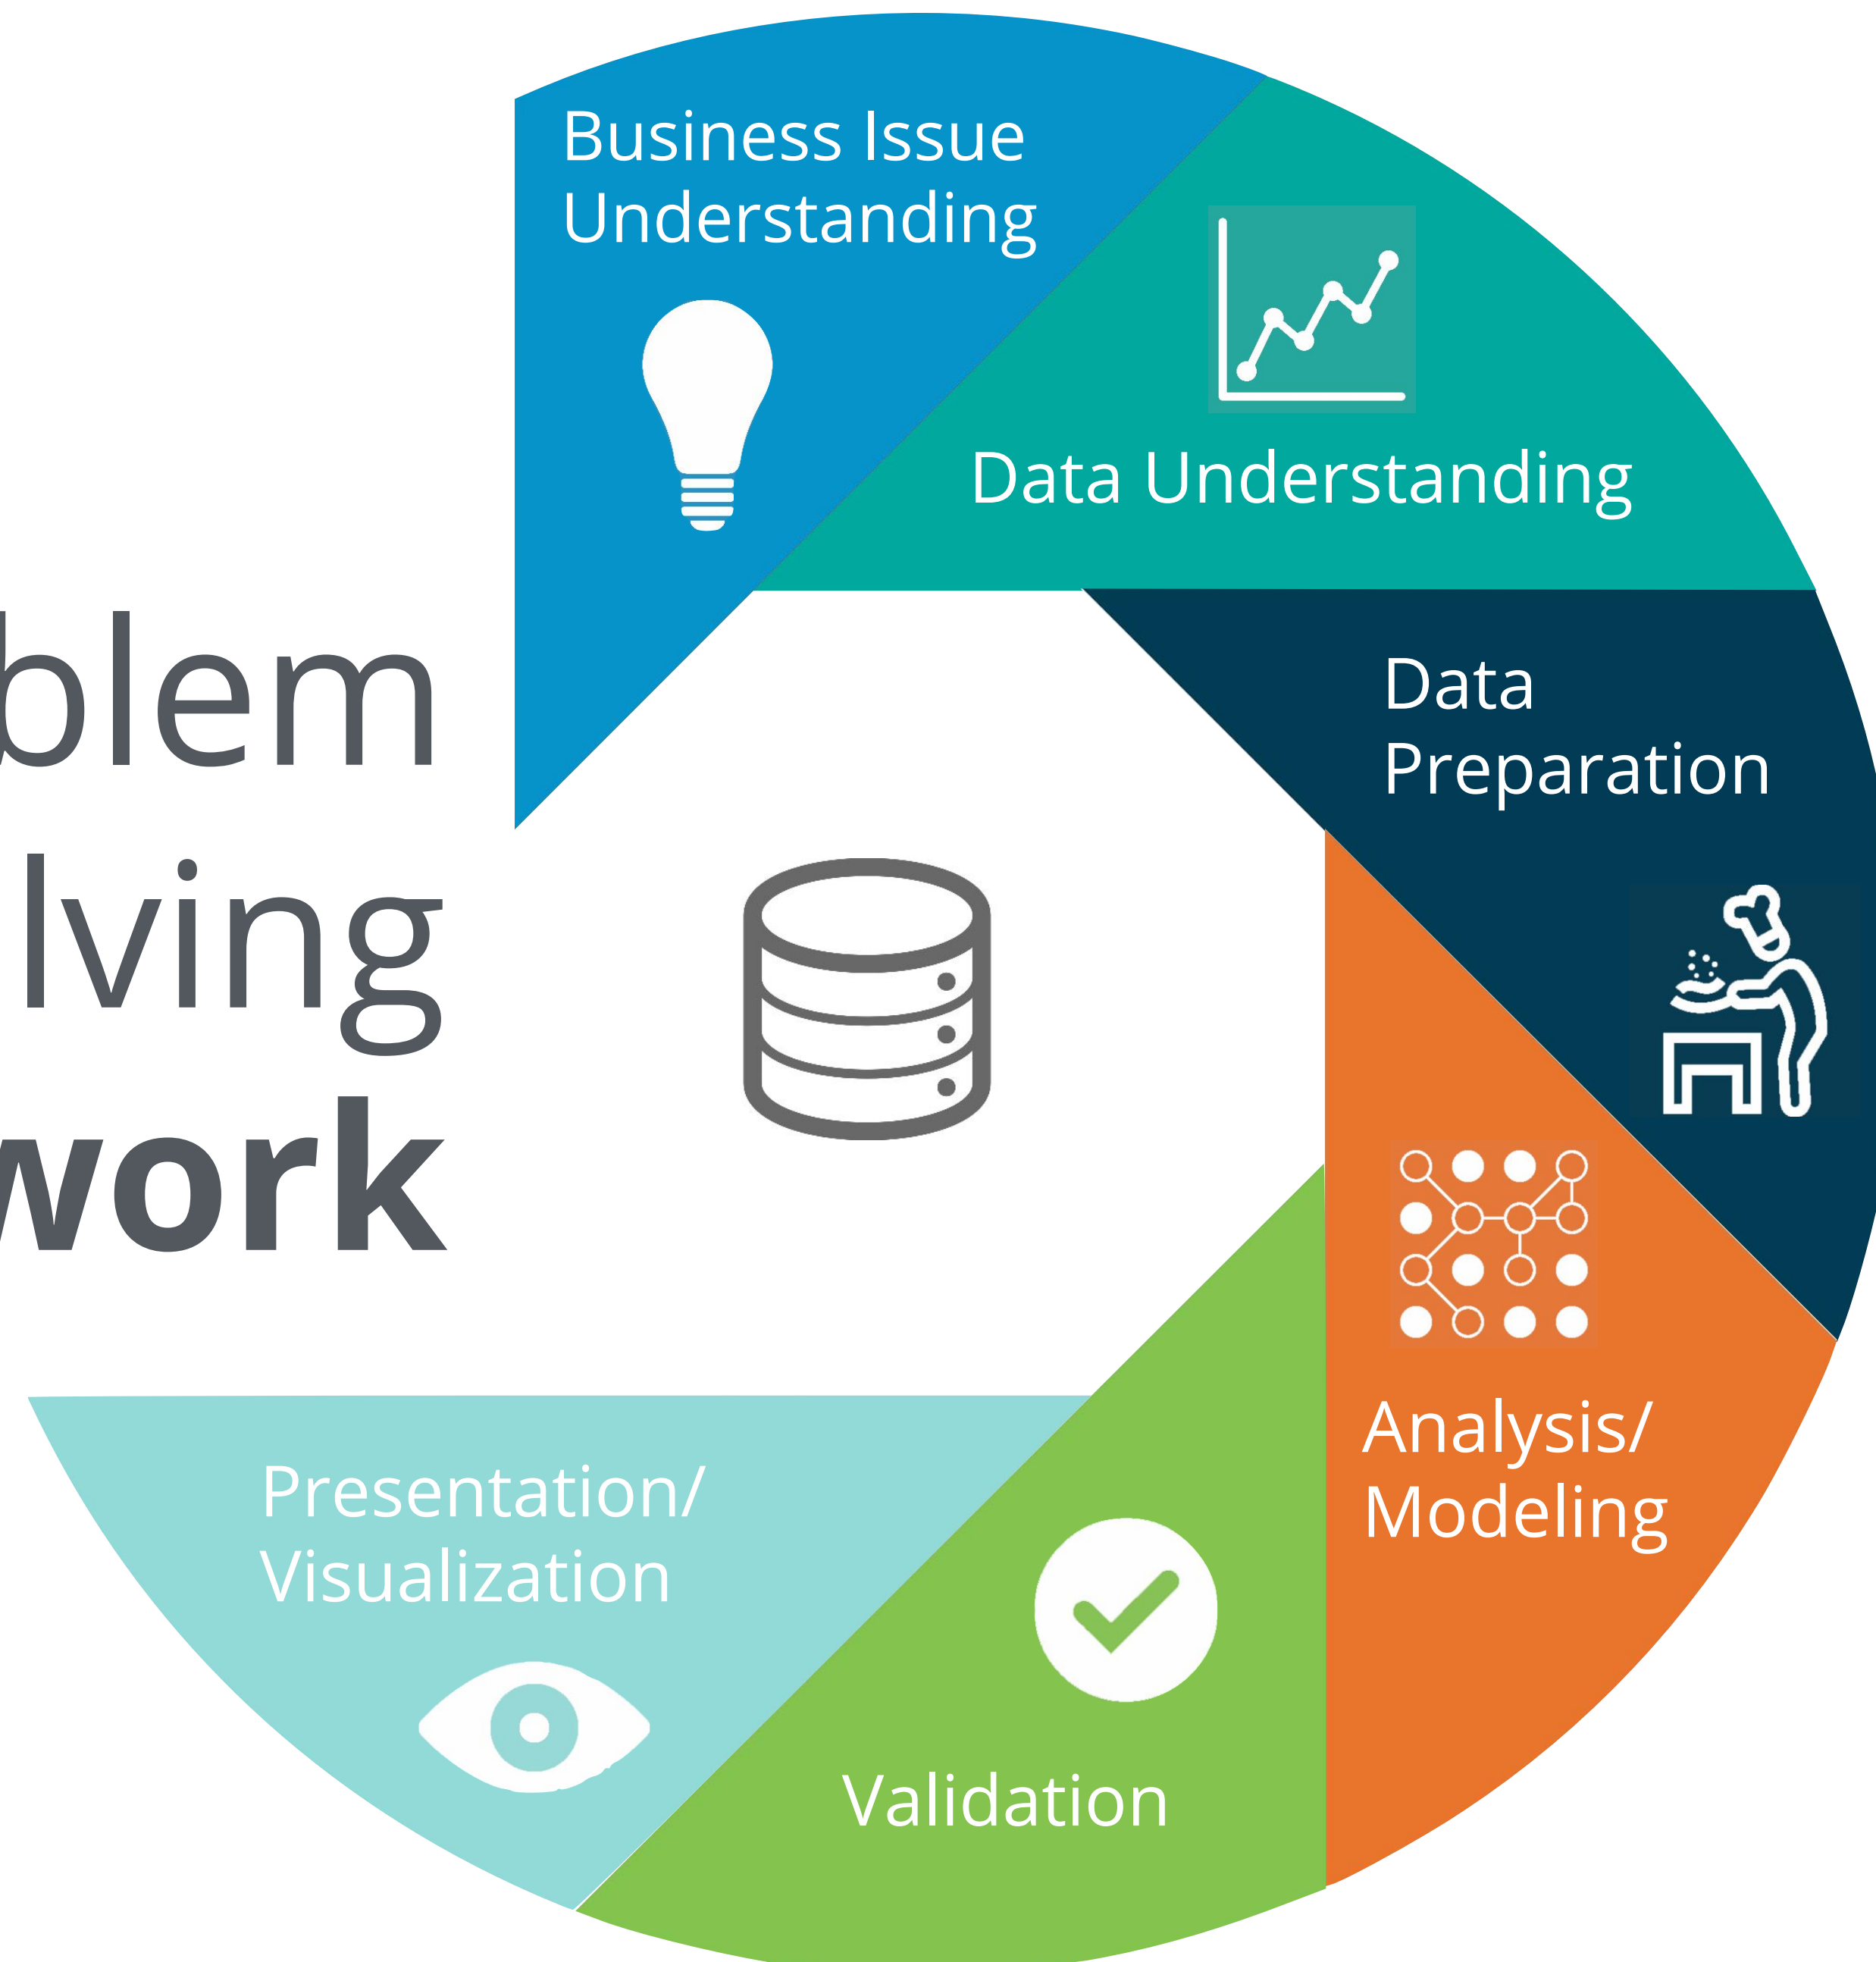 Business Issue
Understanding
Data Understanding
blem
lving
work
Data
Preparation
Analysis/
Modeling
Presentation/
Visualization
Validation